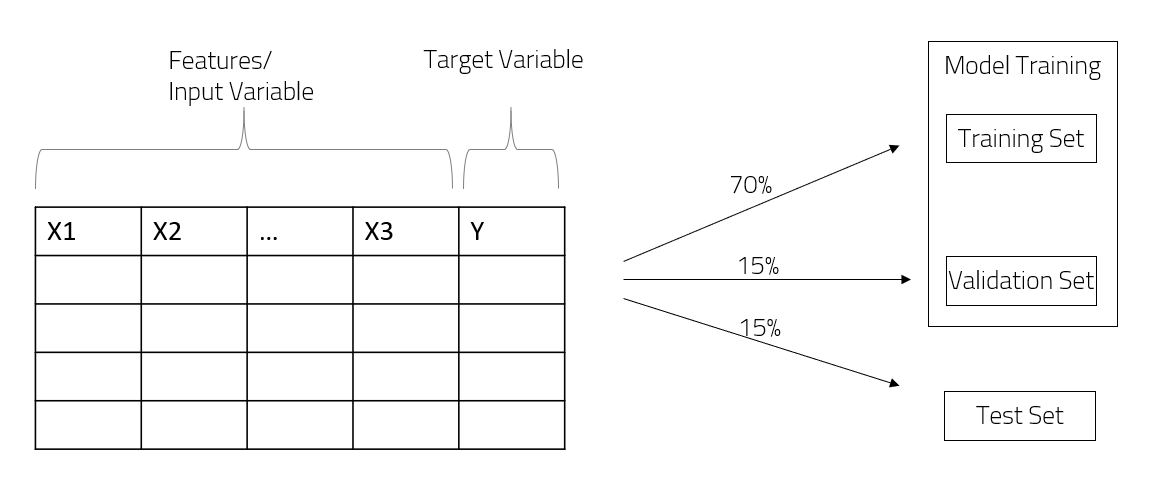 Features/
Input Variable
Target Variable
X1 X2 ... X3 Y
70%
15%
15%
Model Training
Training Set
Validation Set
Test Set